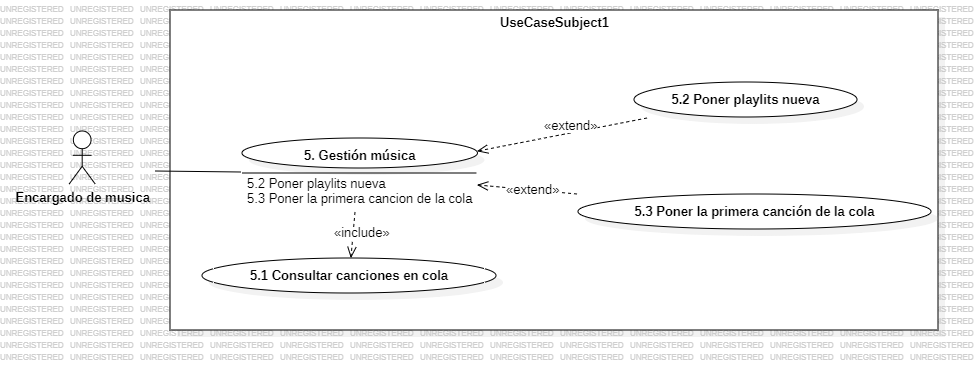 UseCaseSubject1
5.2 Poner playlits nueva
«extend»
5. Gestión música
5.2 Poner playlits nueva
5.3 Poner la primera cancion de la cola
«extend»
Encargado de musica
5.3 Poner la primera canción de la cola
«include»
5.1 Consultar canciones en cola
UNREGISTERED